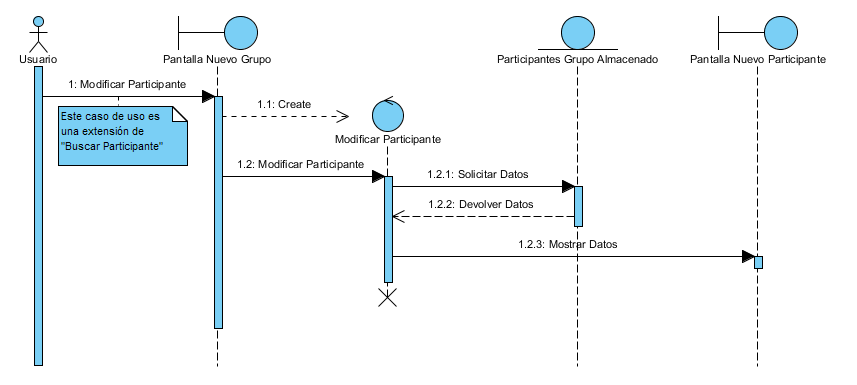 Usuario
Pantalla Nuevo Grupo
Participantes Grupo Almacenado
Pantalla Nuevo Participante
1: Modificar Participante
Este caso de uso es
una extensión de
"Buscar Participante"
1.1: Create
Modificar Participante
1.2: Modificar Participante
1.2.1: Solicitar Datos
1.2.2: Devolver Datos
1.2.3: Mostrar Datos